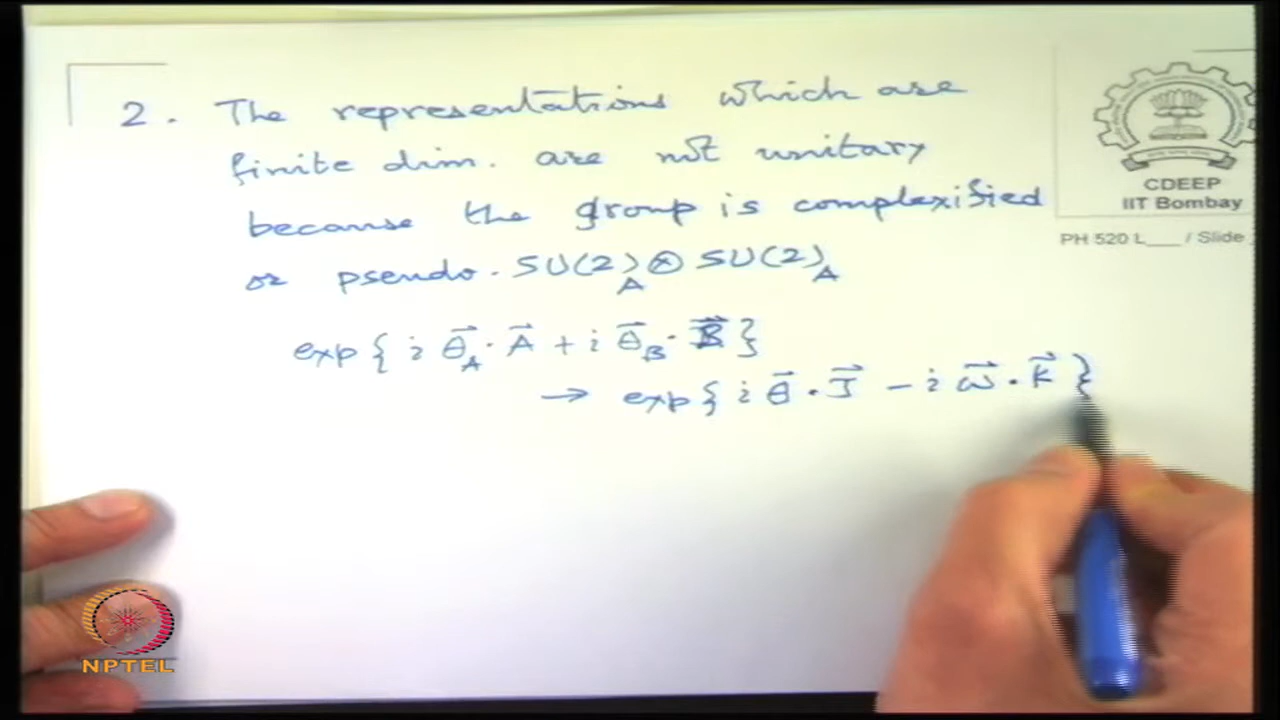 2. The representations which are
finite dim. are not unitary
because the group is complexified
or pseudo. SU(2)_A ⊗ SU(2)_A
exp{ i θ⃗_A · A⃗ + i θ⃗_B · B⃗ }
→ exp{ i θ⃗ · J⃗ – i ω⃗ · K⃗ }
CDEEP
IIT Bombay
PH 520 L___ / Slide
NPTEL